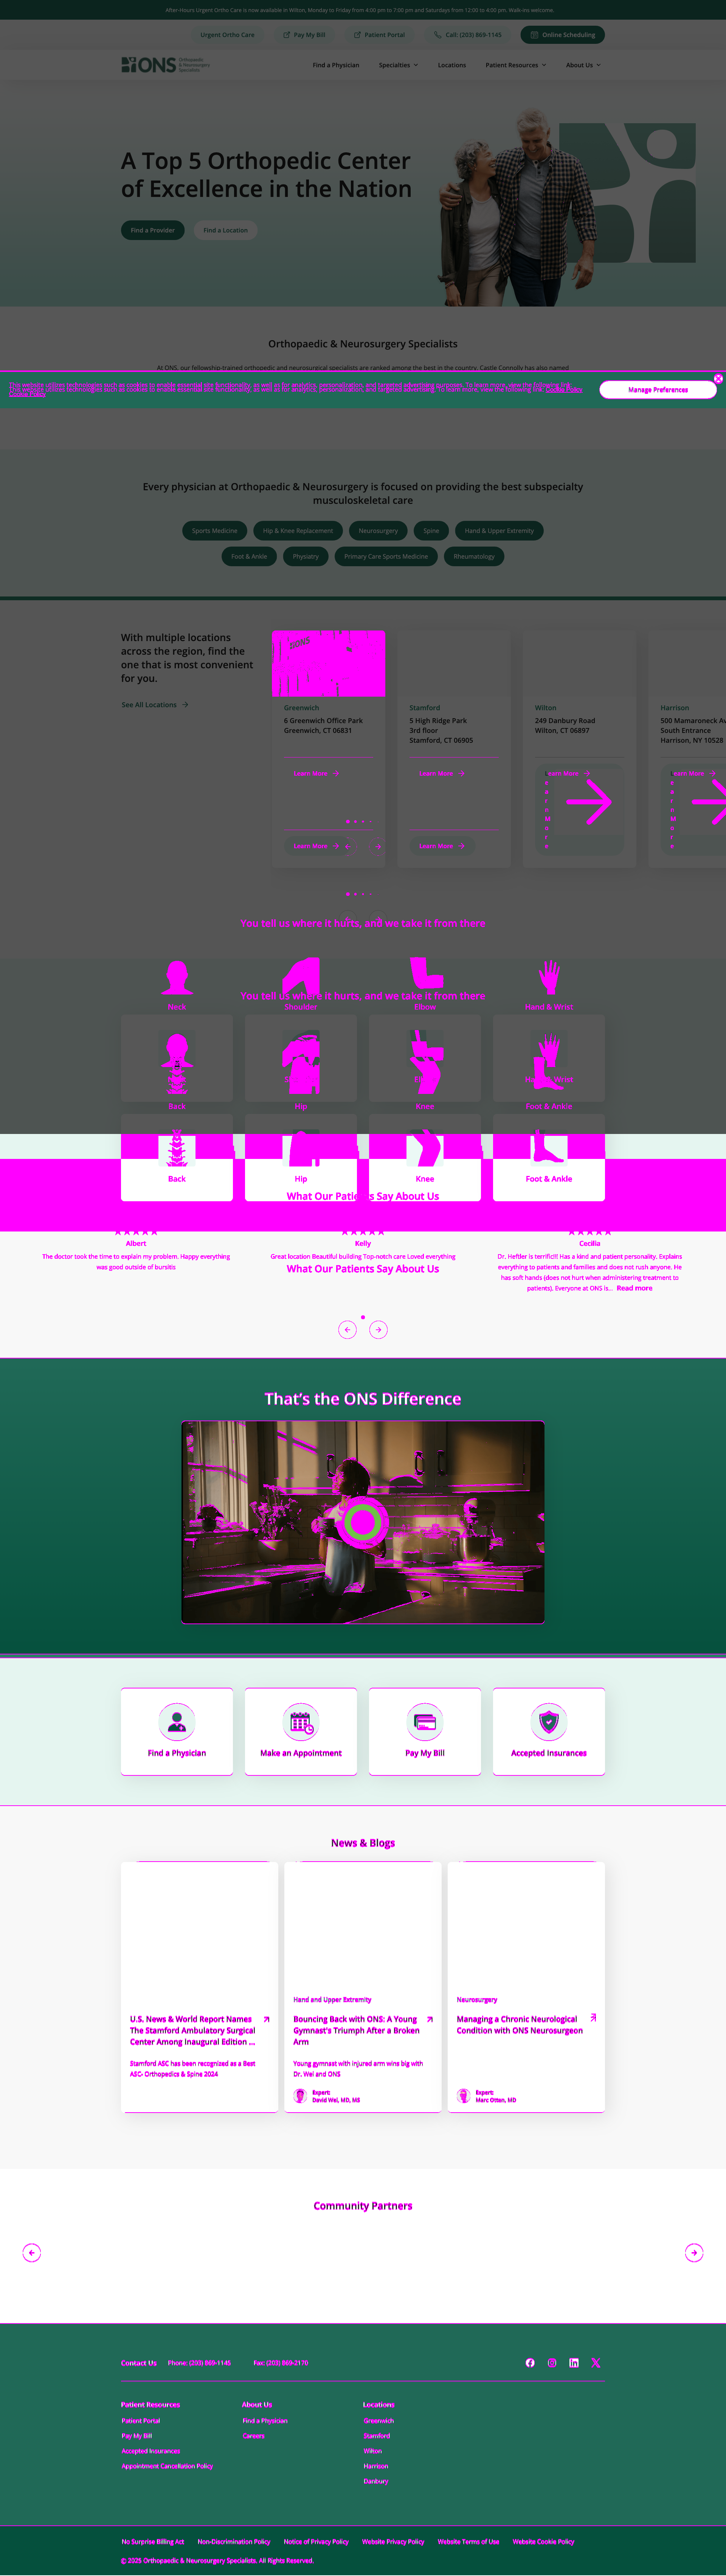 After-Hours Urgent Ortho Care is now available in Wilton, Monday to Friday from 4:00 pm to 7:00 pm and Saturdays from 12:00 to 4:00 pm. Walk-ins welcome.
Urgent Ortho Care
Pay My Bill
Patient Portal
Call: (203) 869-1145
Online Scheduling
ONS
Orthopaedic
& Neurosurgery
Specialists
Find a Physician
Specialties
Locations
Patient Resources
About Us
A Top 5 Orthopedic Center
of Excellence in the Nation
Find a Provider
Find a Location
Orthopaedic & Neurosurgery Specialists
At ONS, our fellowship-trained orthopedic and neurosurgical specialists are ranked among the best in the country. Castle Connolly has also named
Cookie Policy
Cookie Policy
Manage Preferences
Every physician at Orthopaedic & Neurosurgery is focused on providing the best subspecialty
musculoskeletal care
Sports Medicine
Hip & Knee Replacement
Neurosurgery
Spine
Hand & Upper Extremity
Foot & Ankle
Physiatry
Primary Care Sports Medicine
Rheumatology
With multiple locations
across the region, find the
one that is most convenient
for you.
See All Locations
ONS
Greenwich
6 Greenwich Office Park
Greenwich, CT 06831
Learn More
Learn More
Stamford
5 High Ridge Park
3rd floor
Stamford, CT 06905
Learn More
Learn More
Wilton
249 Danbury Road
Wilton, CT 06897
Learn More
Harrison
500 Mamaroneck Av
South Entrance
Harrison, NY 10528
Learn More
You tell us where it hurts, and we take it from there
You tell us where it hurts, and we take it from there
Neck
Shoulder
Elbow
Hand & Wrist
Back
Hip
Knee
Foot & Ankle
Back
Hip
Knee
Foot & Ankle
What Our Patients Say About Us
Albert
The doctor took the time to explain my problem. Happy everything
was good outside of bursitis
Kelly
Great location Beautiful building Top-notch care Loved everything
What Our Patients Say About Us
Cecilia
Dr. Heftler is terrific!! Has a kind and patient personality. Explains
everything to patients and families and does not rush anyone. He
has soft hands (does not hurt when administering treatment to
patients), Everyone at ONS is... Read more
That's the ONS Difference
Find a Physician
Make an Appointment
Pay My Bill
Accepted Insurances
News & Blogs
U.S. News & World Report Names
The Stamford Ambulatory Surgical
Center Among Inaugural Edition ...
Stamford ASC has been recognized as a Best
ASC- Orthopedics & Spine 2024
Hand and Upper Extremity
Bouncing Back with ONS: A Young
Gymnast's Triumph After a Broken
Arm
Young gymnast with injured arm wins big with
Dr. Wei and ONS
Expert:
David Wei, MD, MS
Neurosurgery
Managing a Chronic Neurological
Condition with ONS Neurosurgeon
Expert:
Marc Otten, MD
Community Partners
Contact Us
Phone: (203) 869-1145
Fax: (203) 869-2170
Patient Resources
Patient Portal
Pay My Bill
Accepted Insurances
Appointment Cancellation Policy
About Us
Find a Physician
Careers
Locations
Greenwich
Stamford
Wilton
Harrison
Danbury
No Surprise Billing Act
Non-Discrimination Policy
Notice of Privacy Policy
Website Privacy Policy
Website Terms of Use
Website Cookie Policy
© 2025 Orthopaedic & Neurosurgery Specialists. All Rights Reserved.